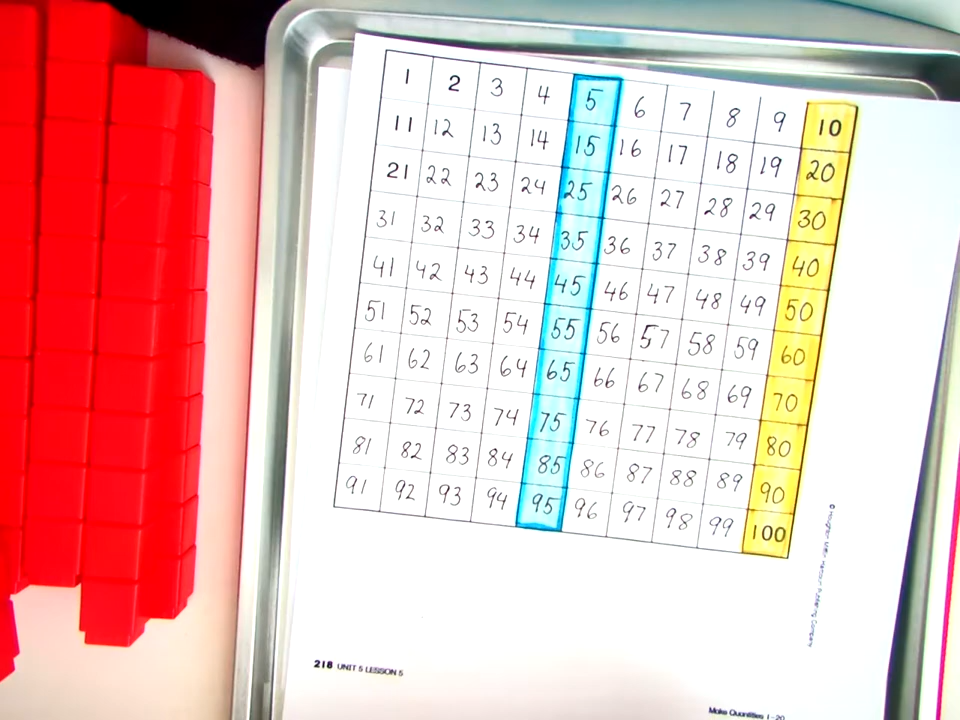 1 2 3 4 5 6 7 8 9 10
11 12 13 14 15 16 17 18 19 20
21 22 23 24 25 26 27 28 29 30
31 32 33 34 35 36 37 38 39 40
41 42 43 44 45 46 47 48 49 50
51 52 53 54 55 56 57 58 59 60
61 62 63 64 65 66 67 68 69 70
71 72 73 74 75 76 77 78 79 80
81 82 83 84 85 86 87 88 89 90
91 92 93 94 95 96 97 98 99 100
© Houghton Mifflin Harcourt Publishing Company
218 UNIT 5 LESSON 5
Make Quantities 1-20